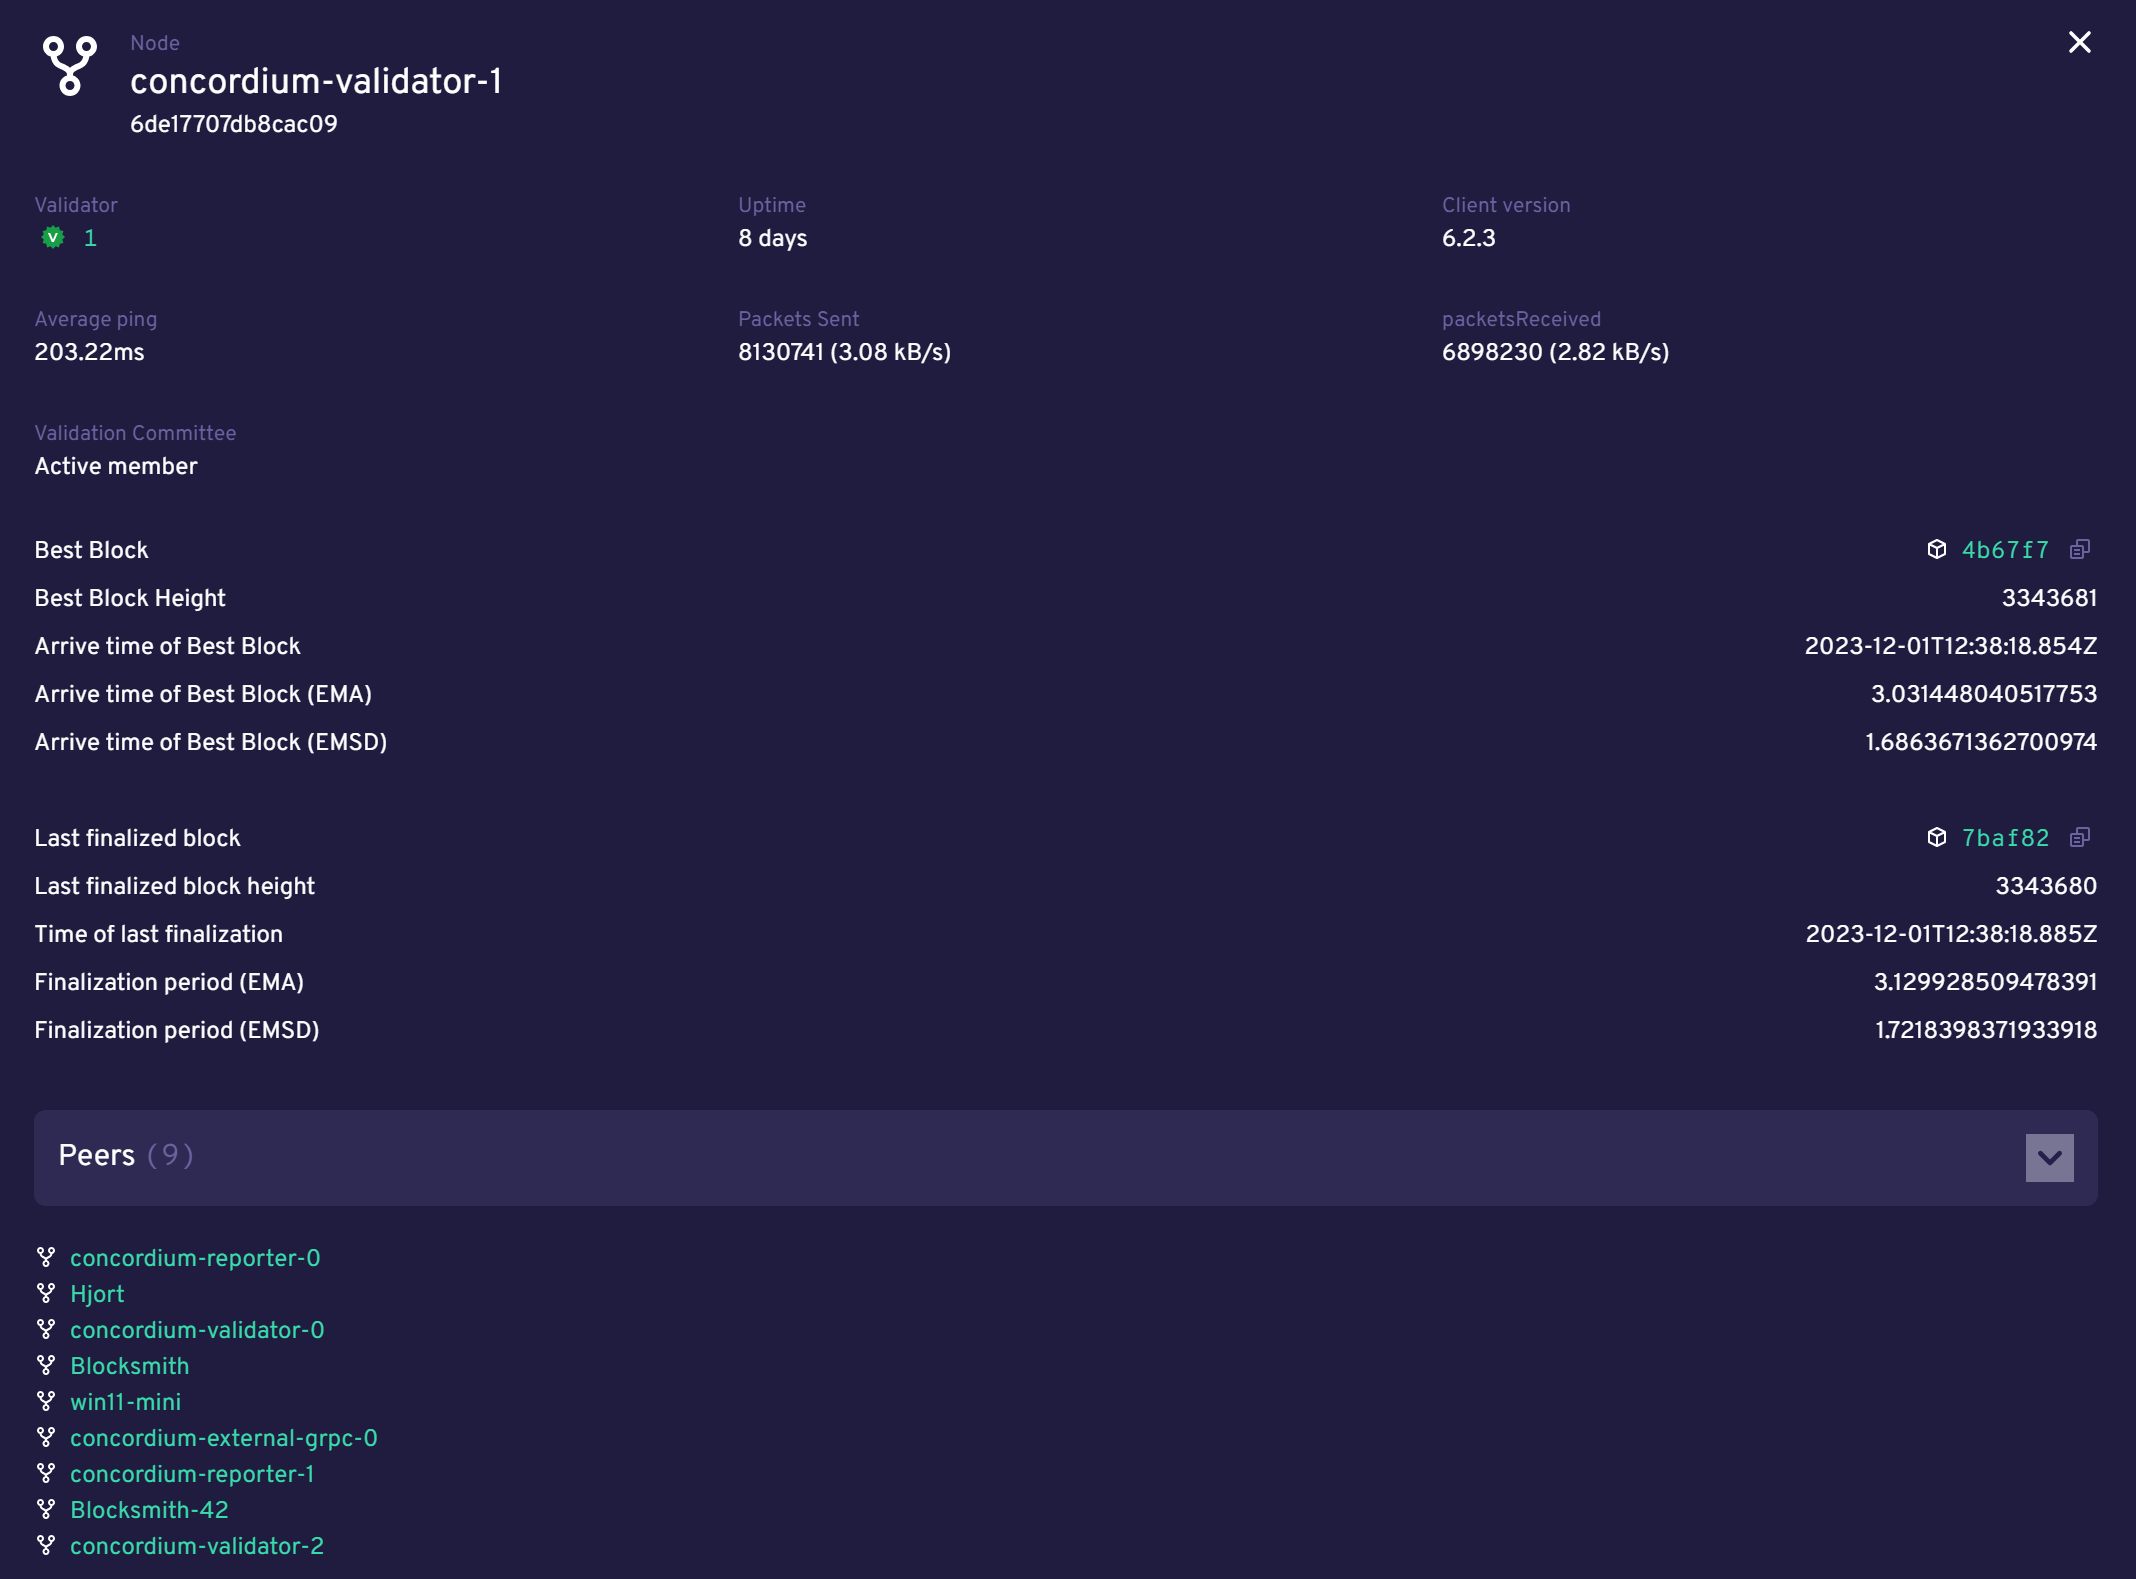 Node
concordium-validator-1
6de17707db8cac09
Validator Uptime Client version
V 1 8 days 6.2.3
Average ping Packets Sent packetsReceived
203.22ms 8130741 (3.08 kB/s) 6898230 (2.82 kB/s)
Validation Committee
Active member
Best Block 4b67f7
Best Block Height 3343681
Arrive time of Best Block 2023-12-01T12:38:18.854Z
Arrive time of Best Block (EMA) 3.031448040517753
Arrive time of Best Block (EMSD) 1.6863671362700974
Last finalized block 7baf82
Last finalized block height 3343680
Time of last finalization 2023-12-01T12:38:18.885Z
Finalization period (EMA) 3.129928509478391
Finalization period (EMSD) 1.7218398371933918
Peers (9)
concordium-reporter-0
Hjort
concordium-validator-0
Blocksmith
win11-mini
concordium-external-grpc-0
concordium-reporter-1
Blocksmith-42
concordium-validator-2